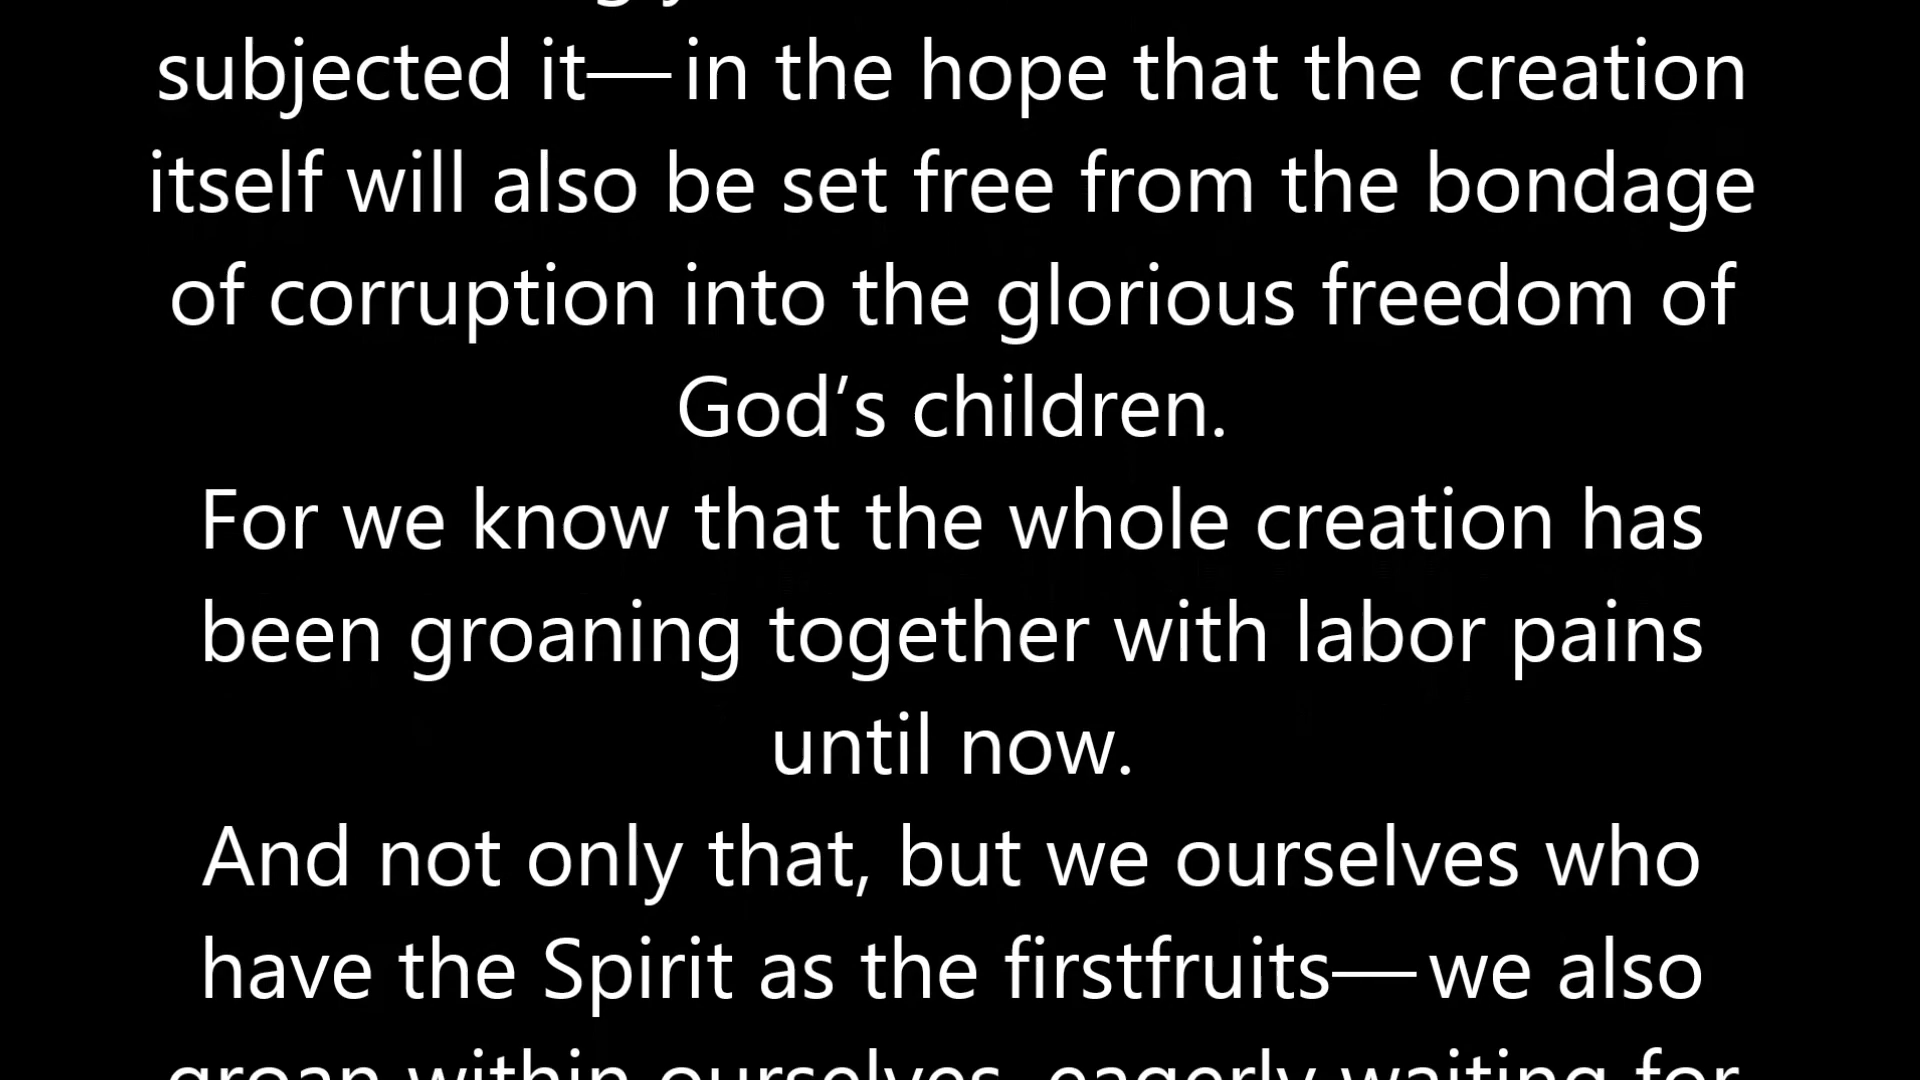 subjected it—in the hope that the creation
itself will also be set free from the bondage
of corruption into the glorious freedom of
God’s children.
For we know that the whole creation has
been groaning together with labor pains
until now.
And not only that, but we ourselves who
have the Spirit as the firstfruits—we also
groan within ourselves, eagerly waiting for